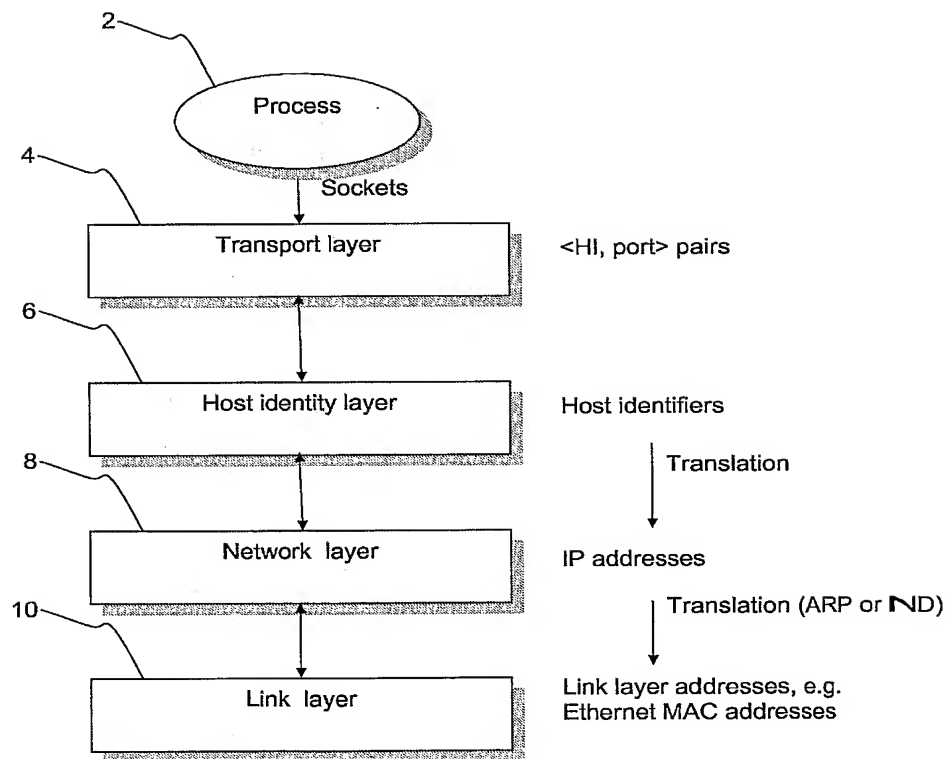 2
Process
4
Sockets
Transport layer
<HI, port> pairs
6
Host identity layer
Host identifiers
Translation
8
Network layer
IP addresses
Translation (ARP or ND)
10
Link layer
Link layer addresses, e.g.
Ethernet MAC addresses